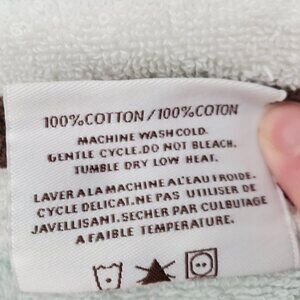 100%COTTON/100%COTON
MACHINE WASH COLD.
GENTLE CYCLE. DO NOT BLEACH.
TUMBLE DRY LOW HEAT.
LAVER A LA MACHINE A L'EAU FROIDE.
CYCLE DELICAT. NE PAS UTILISER DE
JAVELLISANT. SECHER PAR CULBUTAGE
A FAIBLE TEMPERATURE.